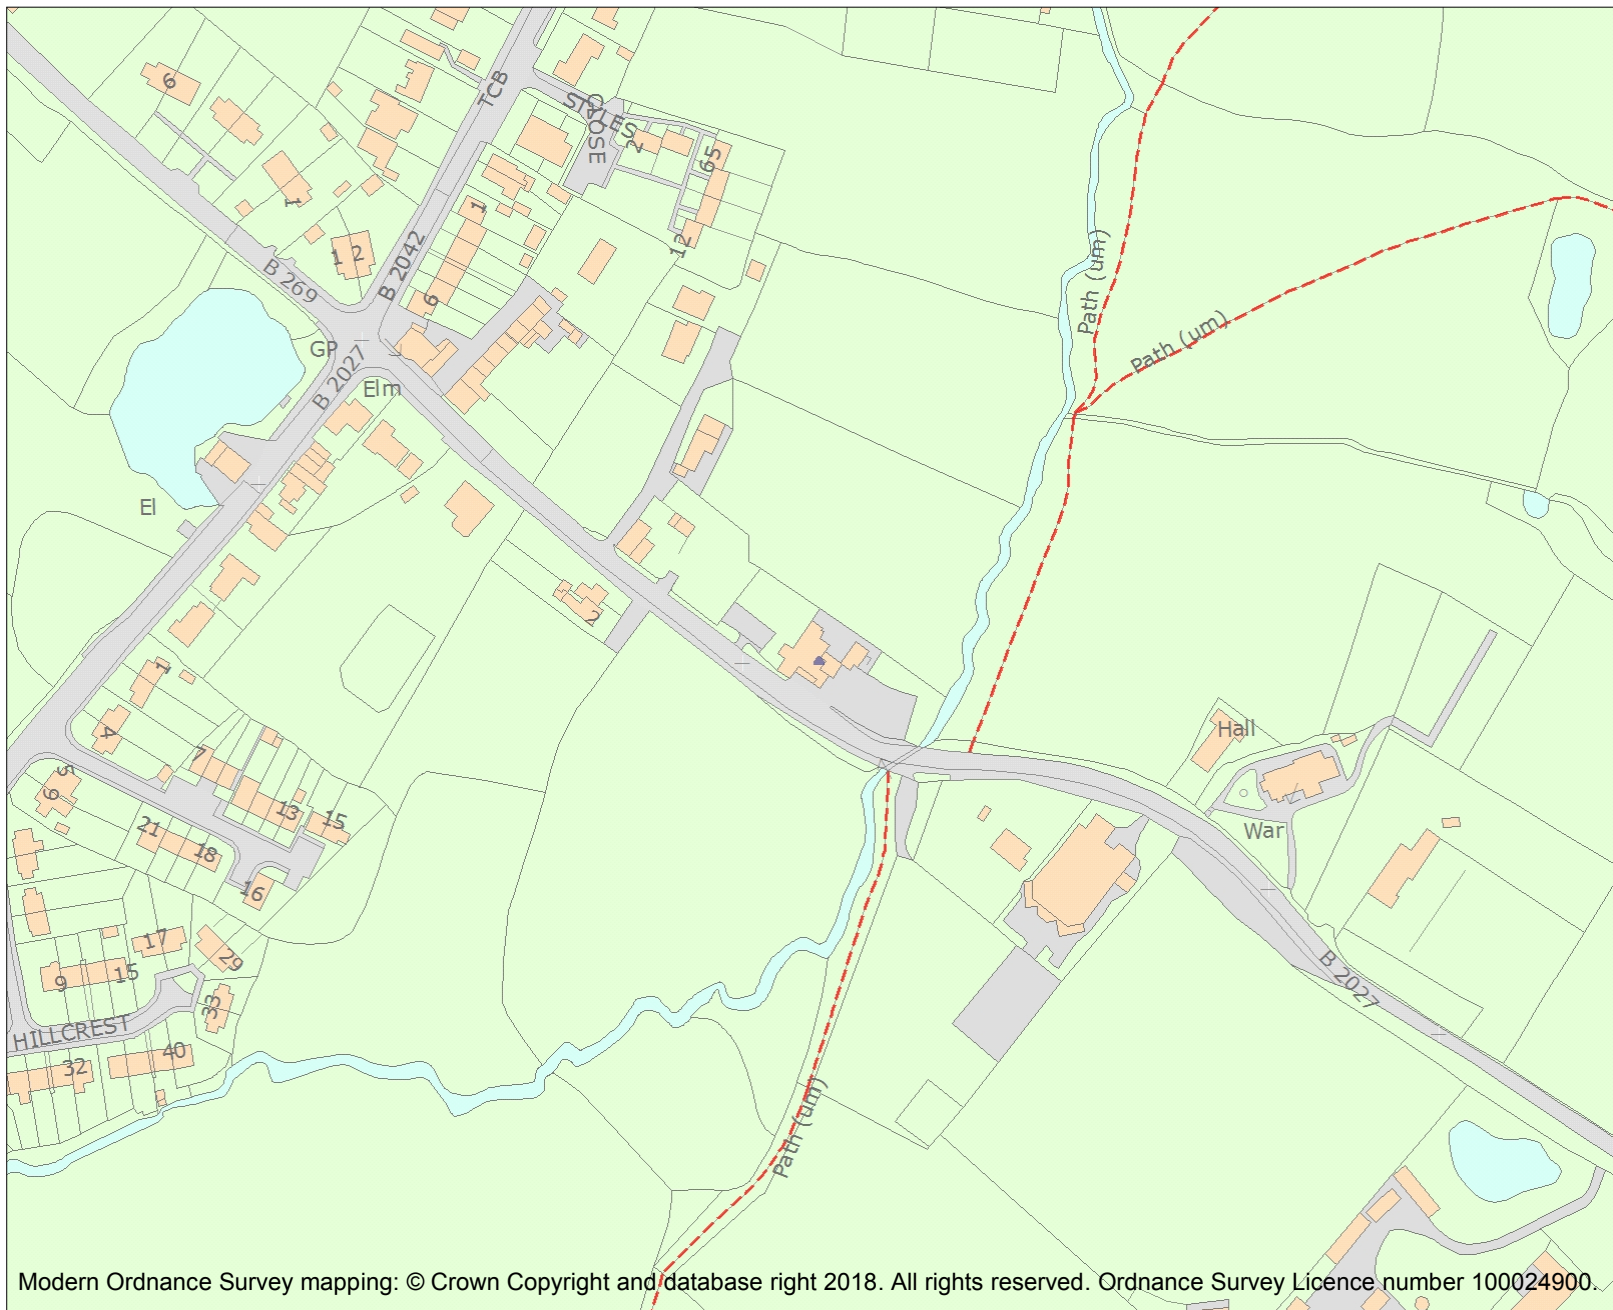 6
TCB
STILES
CLOSE
2
65
1
1
12
1 2
B 2042
B 269
6
GP
B 2027
Elm
Path (um)
Path (um)
El
2
1
4
7
5
6
13
15
21
18
16
Hall
War
17
29
9
15
33
HILLCREST
40
32
B 2027
Path (um)
Modern Ordnance Survey mapping: © Crown Copyright and database right 2018. All rights reserved. Ordnance Survey Licence number 100024900.